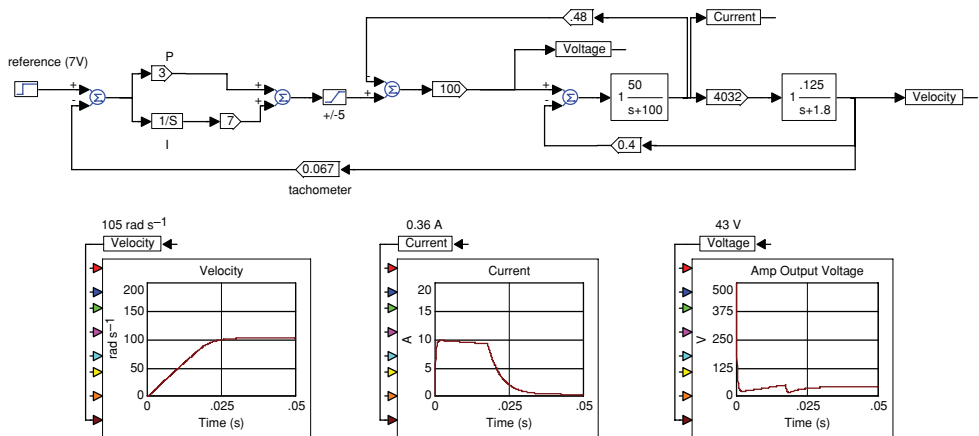 .48
Current
reference (7V)
P
Voltage
3
+
-
Σ
+
+
Σ
+/-5
-
+
Σ
100
+
-
Σ
50
1
s+100
4032
.125
1
s+1.8
Velocity
1/S
7
I
0.4
0.067
tachometer
105 rad s⁻¹
Velocity
Velocity
200
150
100
50
0
rad s⁻¹
0
.025
.05
Time (s)
0.36 A
Current
Current
20
15
10
5
0
A
0
.025
.05
Time (s)
43 V
Voltage
Amp Output Voltage
500
375
250
125
0
V
0
.025
.05
Time (s)